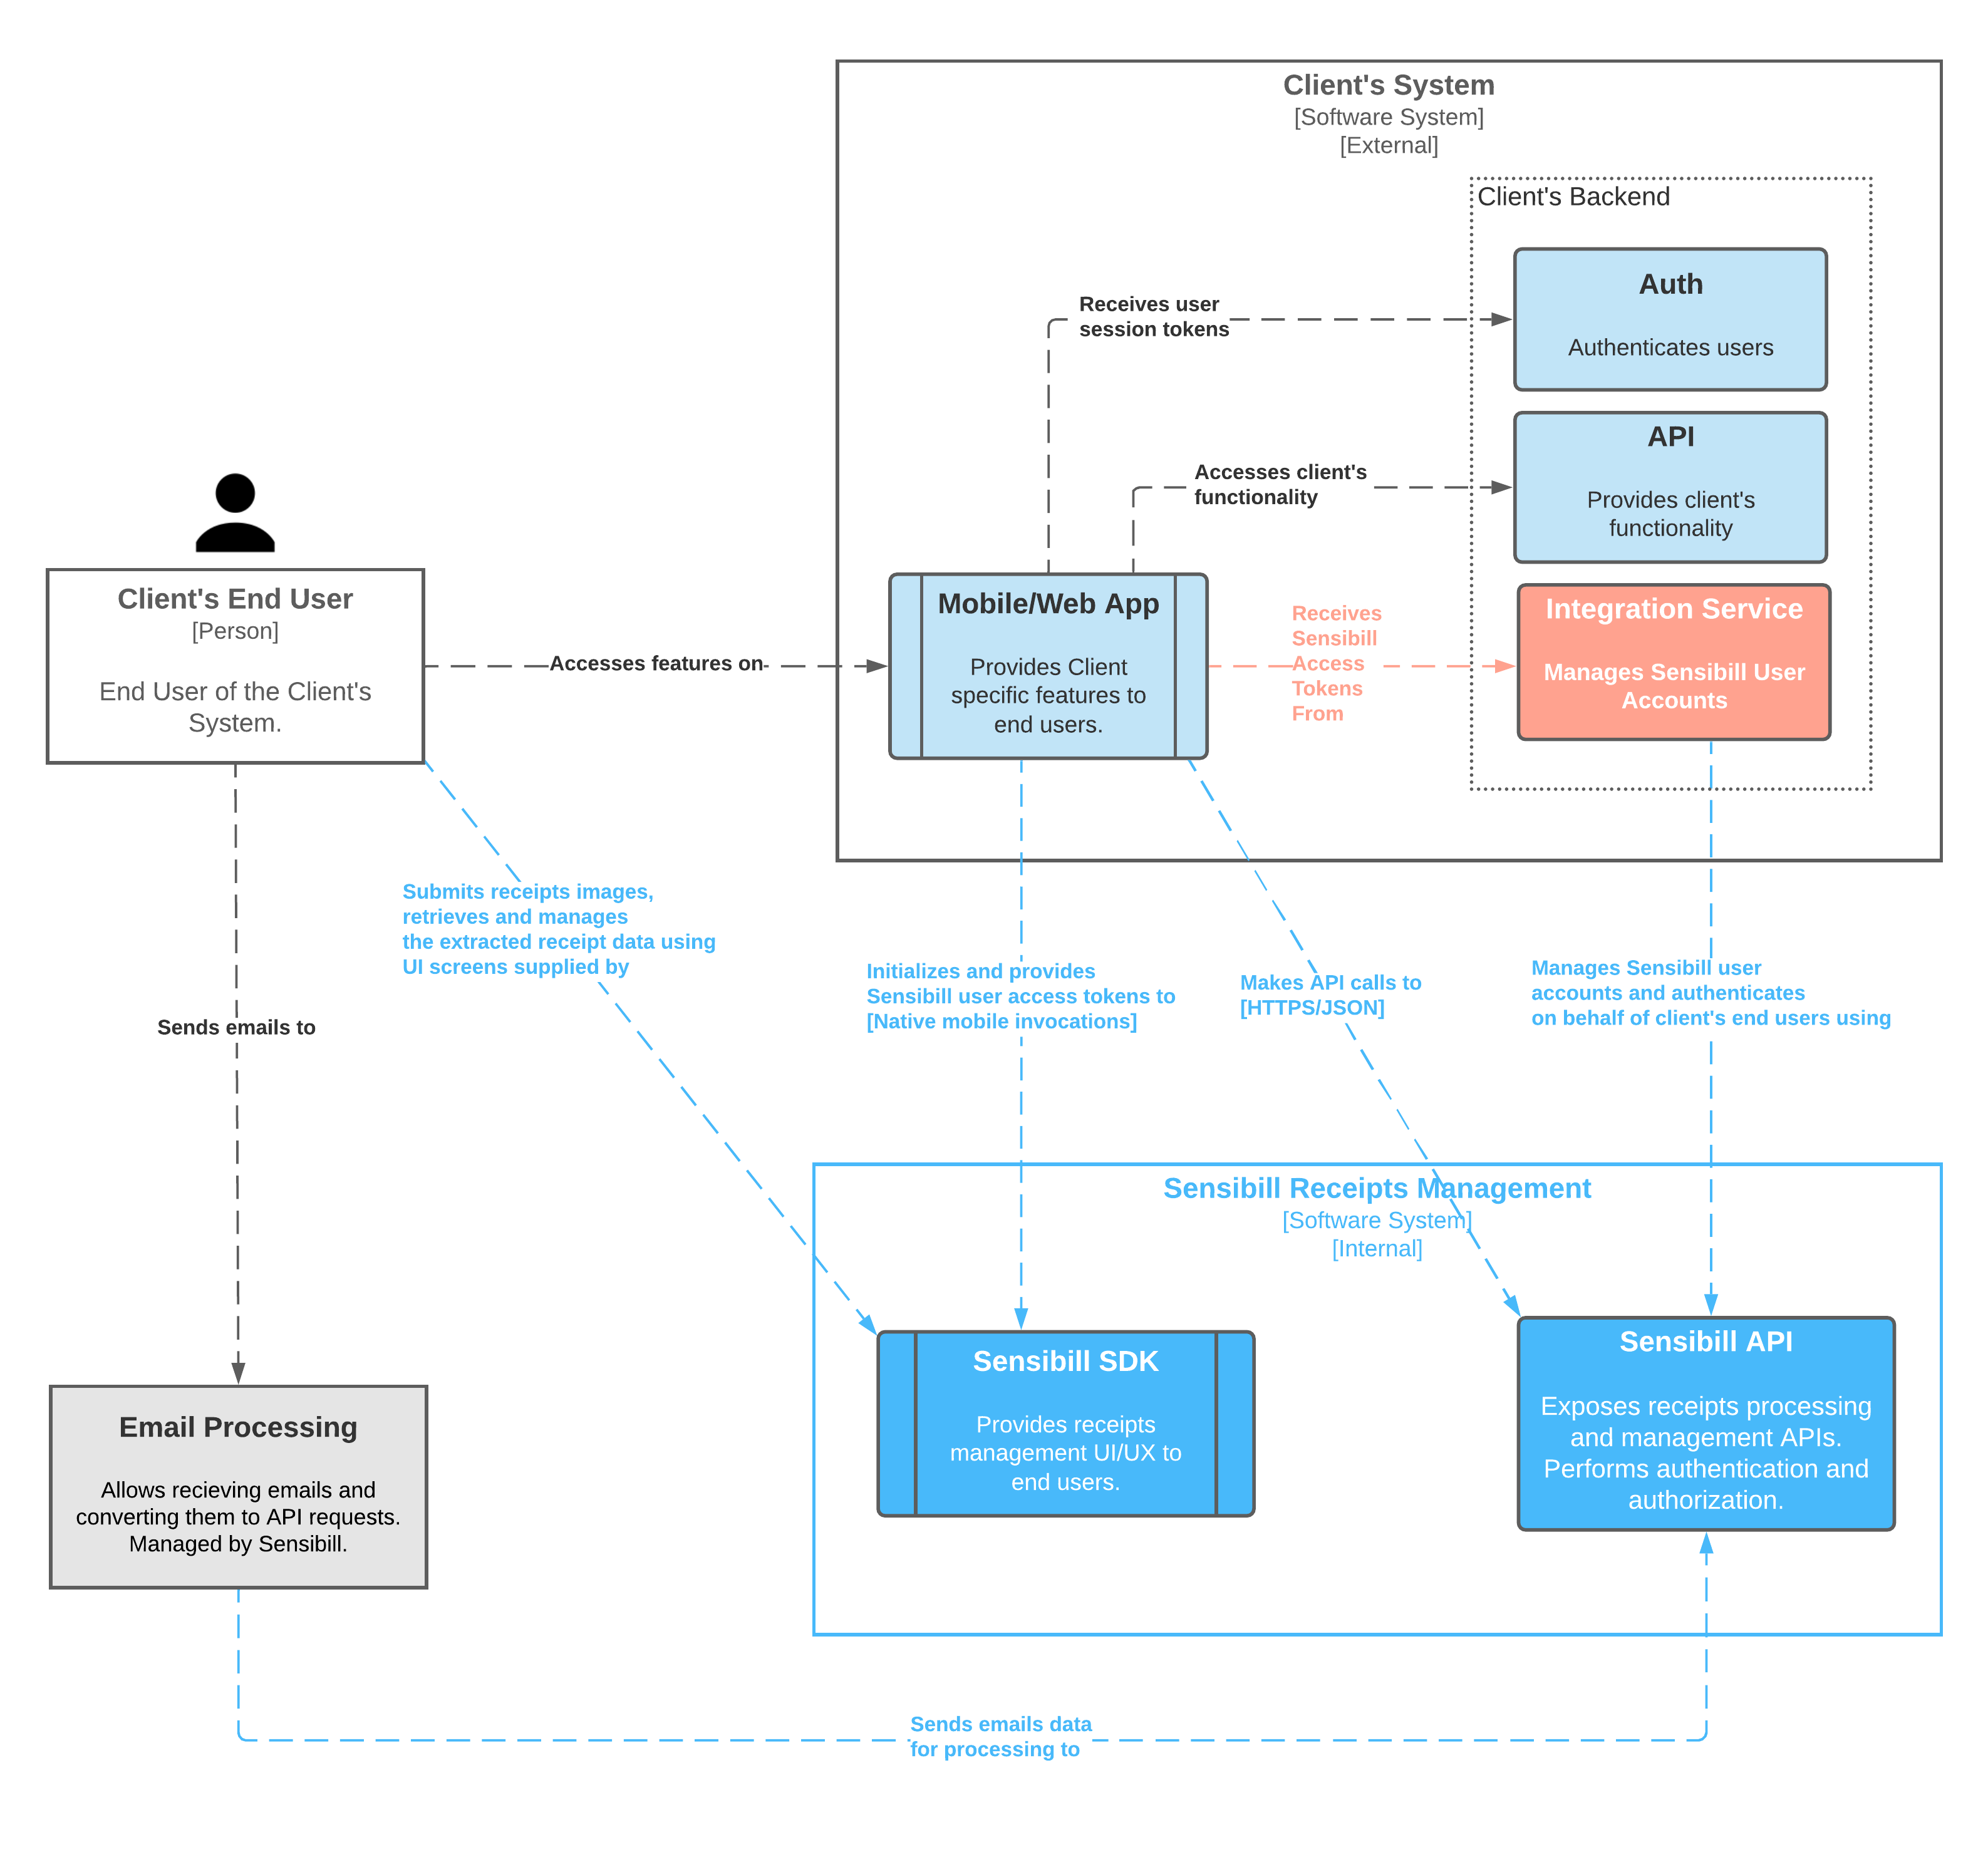 Client's System
[Software System]
[External]
Client's Backend
Auth
Authenticates users
Receives user
session tokens
API
Provides client's
functionality
Accesses client's
functionality
Client's End User
[Person]
End User of the Client's
System.
Accesses features on
Mobile/Web App
Provides Client
specific features to
end users.
Receives
Sensibill
Access
Tokens
From
Integration Service
Manages Sensibill User
Accounts
Submits receipts images,
retrieves and manages
the extracted receipt data using
UI screens supplied by
Sends emails to
Initializes and provides
Sensibill user access tokens to
[Native mobile invocations]
Makes API calls to
[HTTPS/JSON]
Manages Sensibill user
accounts and authenticates
on behalf of client's end users using
Sensibill Receipts Management
[Software System]
[Internal]
Sensibill SDK
Provides receipts
management UI/UX to
end users.
Sensibill API
Exposes receipts processing
and management APIs.
Performs authentication and
authorization.
Email Processing
Allows recieving emails and
converting them to API requests.
Managed by Sensibill.
Sends emails data
for processing to